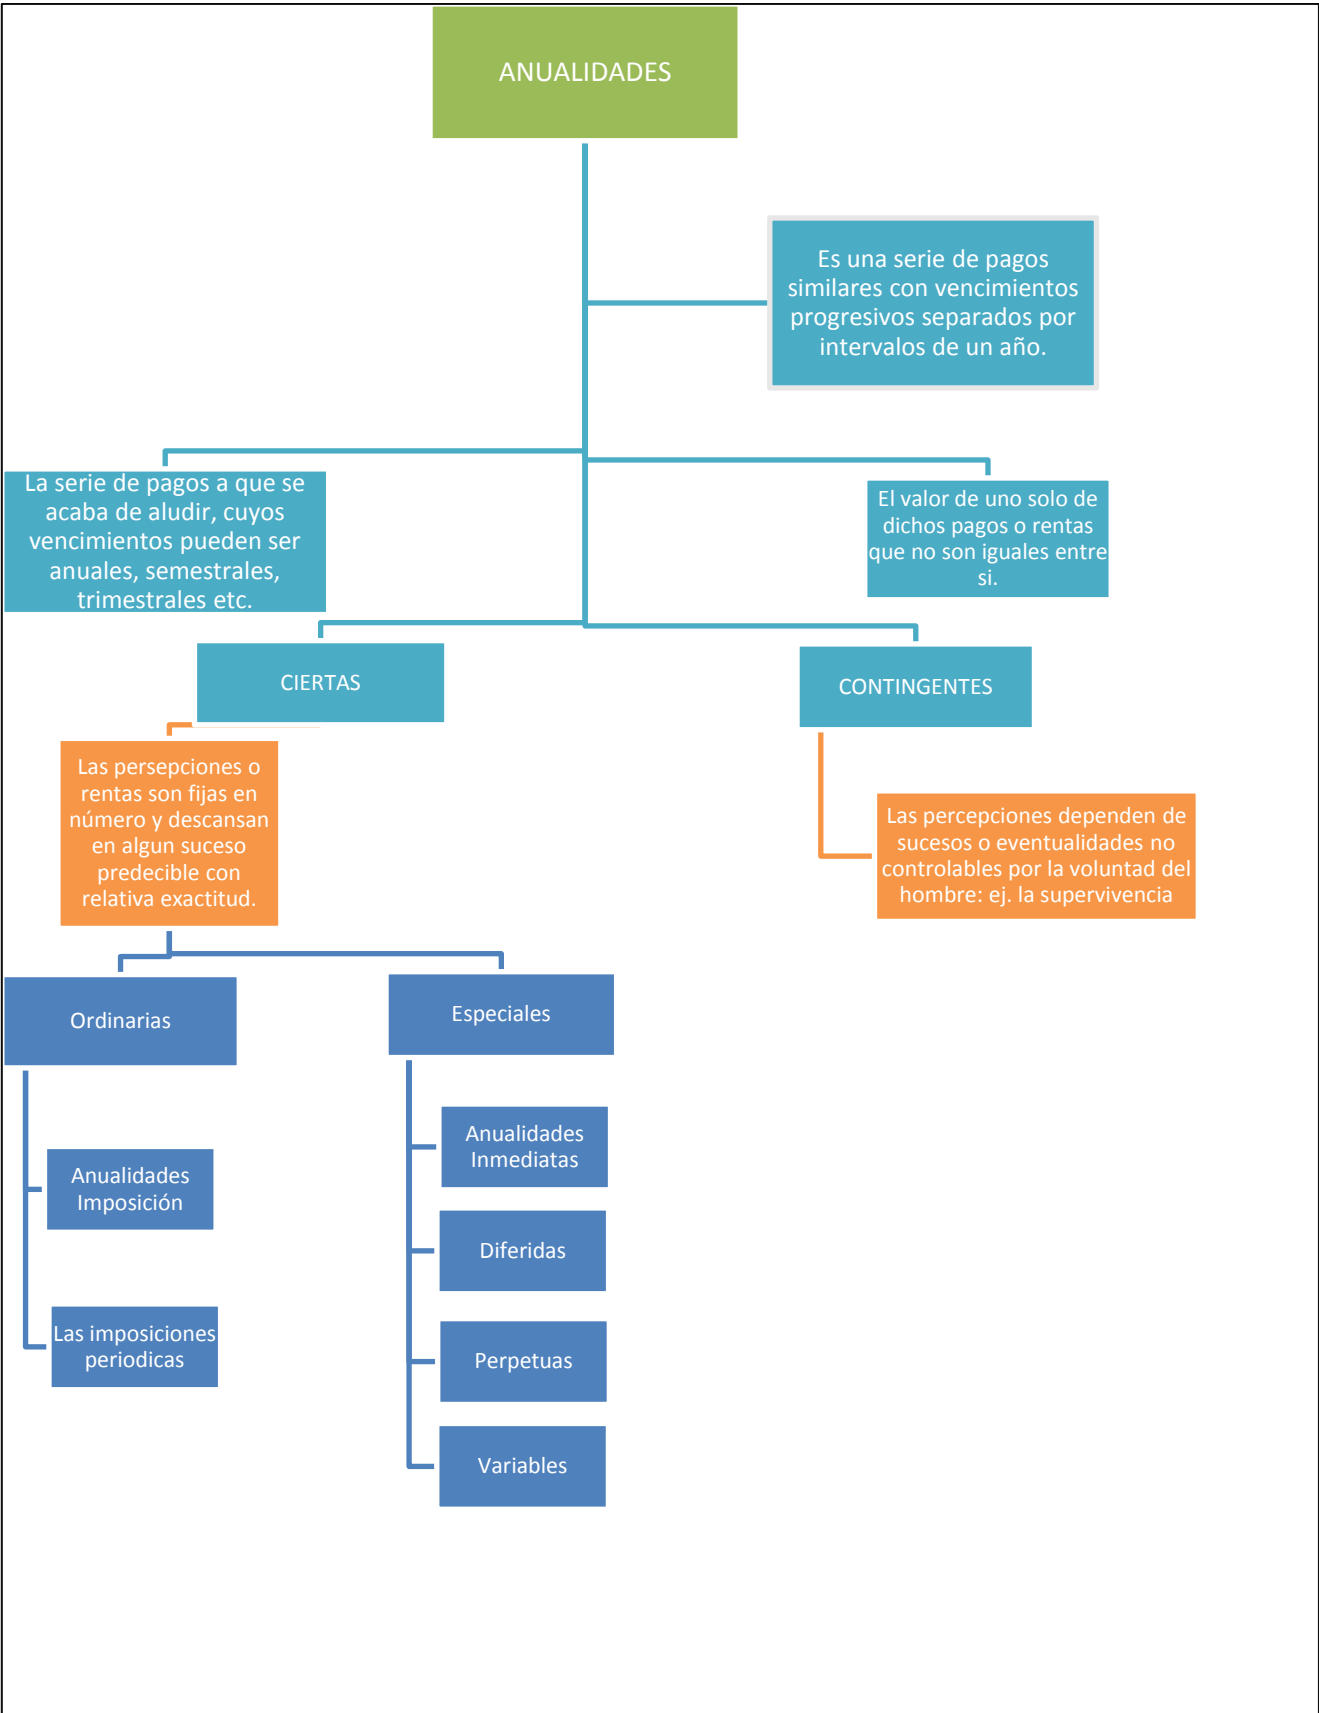 ANUALIDADES
Es una serie de pagos
similares con vencimientos
progresivos separados por
intervalos de un año.
La serie de pagos a que se
acaba de aludir, cuyos
vencimientos pueden ser
anuales, semestrales,
trimestrales etc.
El valor de uno solo de
dichos pagos o rentas
que no son iguales entre
si.
CIERTAS
CONTINGENTES
Las persepciones o
rentas son fijas en
número y descansan
en algun suceso
predecible con
relativa exactitud.
Las percepciones dependen de
sucesos o eventualidades no
controlables por la voluntad del
hombre: ej. la supervivencia
Ordinarias
Especiales
Anualidades
Imposición
Las imposiciones
periodicas
Anualidades
Inmediatas
Diferidas
Perpetuas
Variables